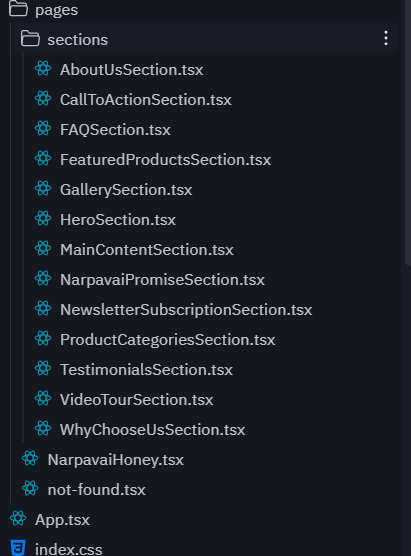 pages
sections
AboutUsSection.tsx
CallToActionSection.tsx
FAQSection.tsx
FeaturedProductsSection.tsx
GallerySection.tsx
HeroSection.tsx
MainContentSection.tsx
NarpavaiPromiseSection.tsx
NewsletterSubscriptionSection.tsx
ProductCategoriesSection.tsx
TestimonialsSection.tsx
VideoTourSection.tsx
WhyChooseUsSection.tsx
NarpavaiHoney.tsx
not-found.tsx
App.tsx
index.css